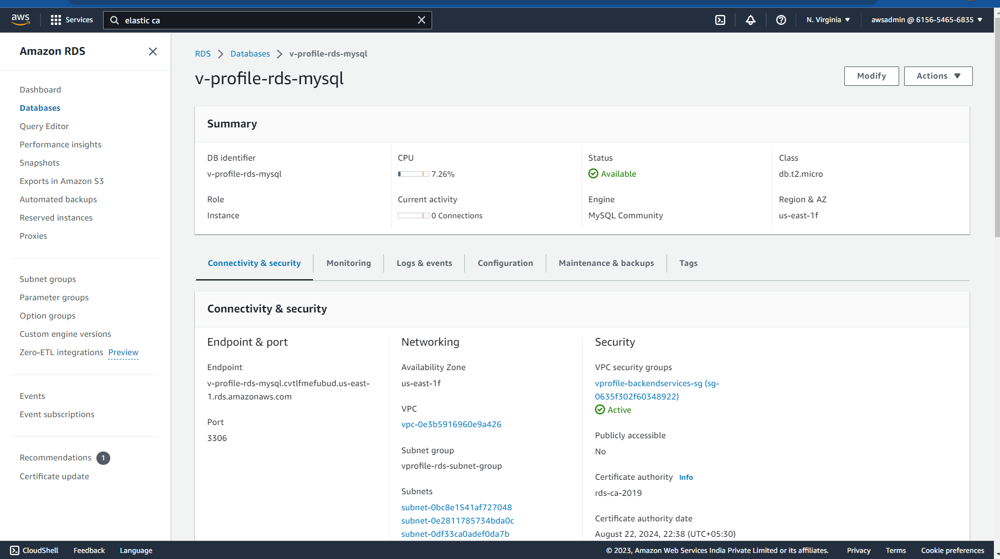 aws
Services
elastic ca
N. Virginia
awsadmin @ 6156-5465-6835
Amazon RDS
Dashboard
Databases
Query Editor
Performance insights
Snapshots
Exports in Amazon S3
Automated backups
Reserved instances
Proxies
Subnet groups
Parameter groups
Option groups
Custom engine versions
Zero-ETL integrations Preview
Events
Event subscriptions
Recommendations 1
Certificate update
RDS > Databases > v-profile-rds-mysql
v-profile-rds-mysql
Modify
Actions
Summary
DB identifier
v-profile-rds-mysql
CPU
7.26%
Status
Available
Class
db.t2.micro
Role
Instance
Current activity
0 Connections
Engine
MySQL Community
Region & AZ
us-east-1f
Connectivity & security
Monitoring
Logs & events
Configuration
Maintenance & backups
Tags
Connectivity & security
Endpoint & port
Endpoint
v-profile-rds-mysql.cvtlfmefubud.us-east-
1.rds.amazonaws.com
Port
3306
Networking
Availability Zone
us-east-1f
VPC
vpc-0e3b5916960e9a426
Subnet group
vprofile-rds-subnet-group
Subnets
subnet-0bc8e1541af727048
subnet-0e2811785734bda0c
subnet-0df33ca0adef0da7b
Security
VPC security groups
vprofile-backendservices-sg (sg-
0635f302f60348922)
Active
Publicly accessible
No
Certificate authority Info
rds-ca-2019
Certificate authority date
August 22, 2024, 22:38 (UTC+05:30)
CloudShell
Feedback
Language
© 2023, Amazon Web Services India Private Limited or its affiliates.
Privacy
Terms
Cookie preferences